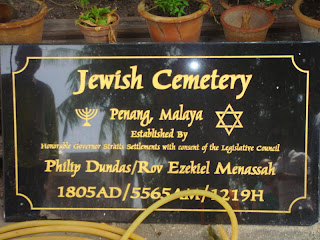 Jewish Cemetery
Penang, Malaya
Established By
Honorable Governor Straits Settlements with consent of the Legislative Council
Philip Dundas/Rov Ezekiel Menassah
1805AD/5565AM/1219H